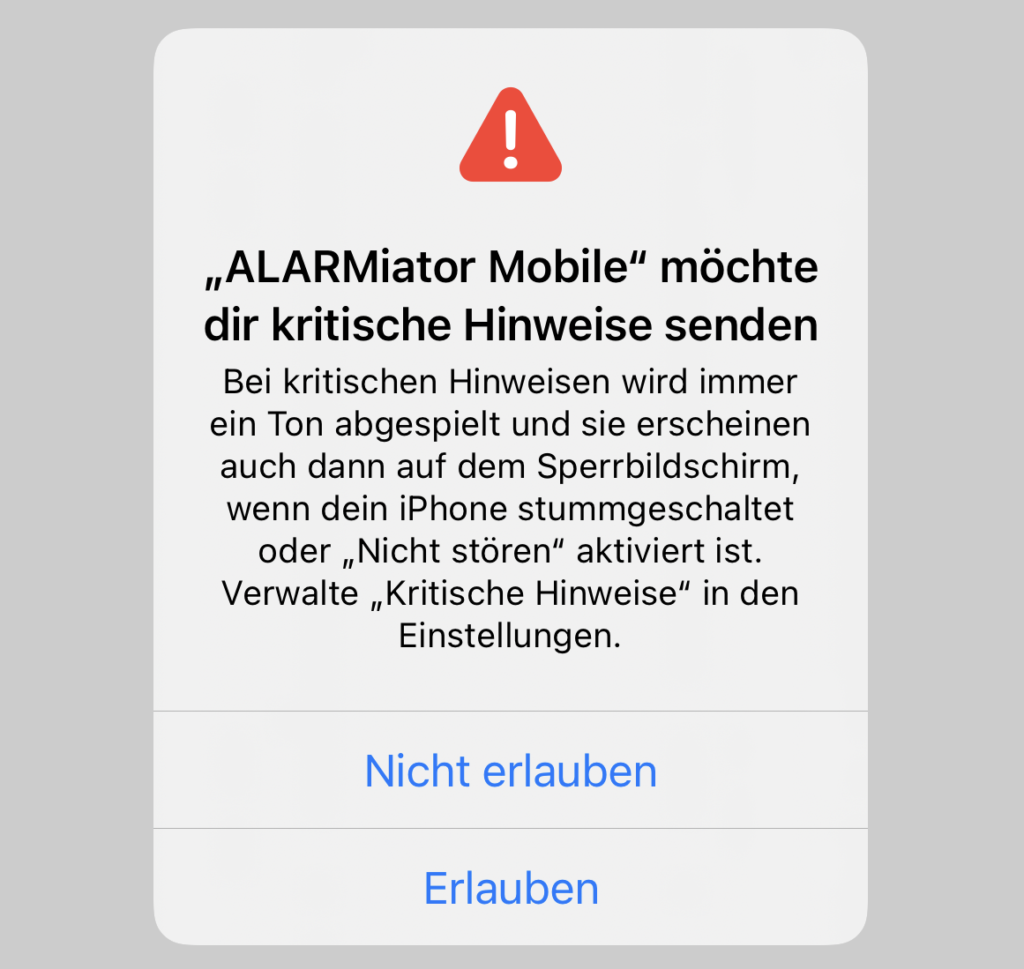 „ALARMiator Mobile“ möchte
dir kritische Hinweise senden
Bei kritischen Hinweisen wird immer
ein Ton abgespielt und sie erscheinen
auch dann auf dem Sperrbildschirm,
wenn dein iPhone stummgeschaltet
oder „Nicht stören“ aktiviert ist.
Verwalte „Kritische Hinweise“ in den
Einstellungen.
Nicht erlauben
Erlauben